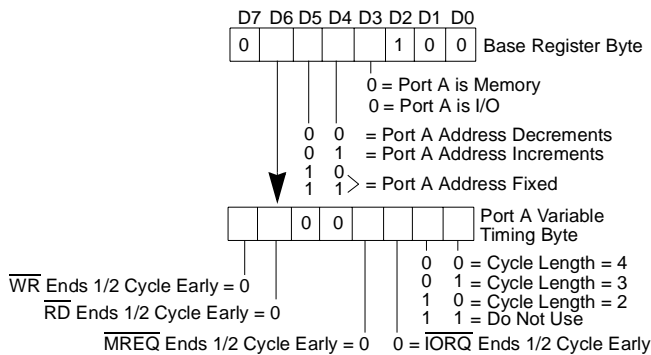 D7 D6 D5 D4 D3 D2 D1 D0
0 1 0 0 Base Register Byte
0 = Port A is Memory
0 = Port A is I/O
0 0 = Port A Address Decrements
0 1 = Port A Address Increments
1 0
1 1 > = Port A Address Fixed
0 0 Port A Variable
Timing Byte
0 0 = Cycle Length = 4
WR Ends 1/2 Cycle Early = 0 0 1 = Cycle Length = 3
RD Ends 1/2 Cycle Early = 0 1 0 = Cycle Length = 2
1 1 = Do Not Use
MREQ Ends 1/2 Cycle Early = 0 0 = IORQ Ends 1/2 Cycle Early